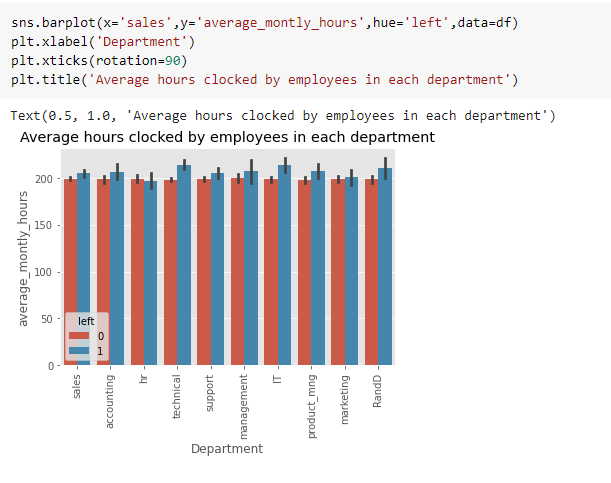 sns.barplot(x='sales',y='average_montly_hours',hue='left',data=df)
plt.xlabel('Department')
plt.xticks(rotation=90)
plt.title('Average hours clocked by employees in each department')
Text(0.5, 1.0, 'Average hours clocked by employees in each department')
Average hours clocked by employees in each department
200
150
100
50
0
average_montly_hours
left
0
1
sales
accounting
hr
technical
support
management
IT
product_mng
marketing
RandD
Department